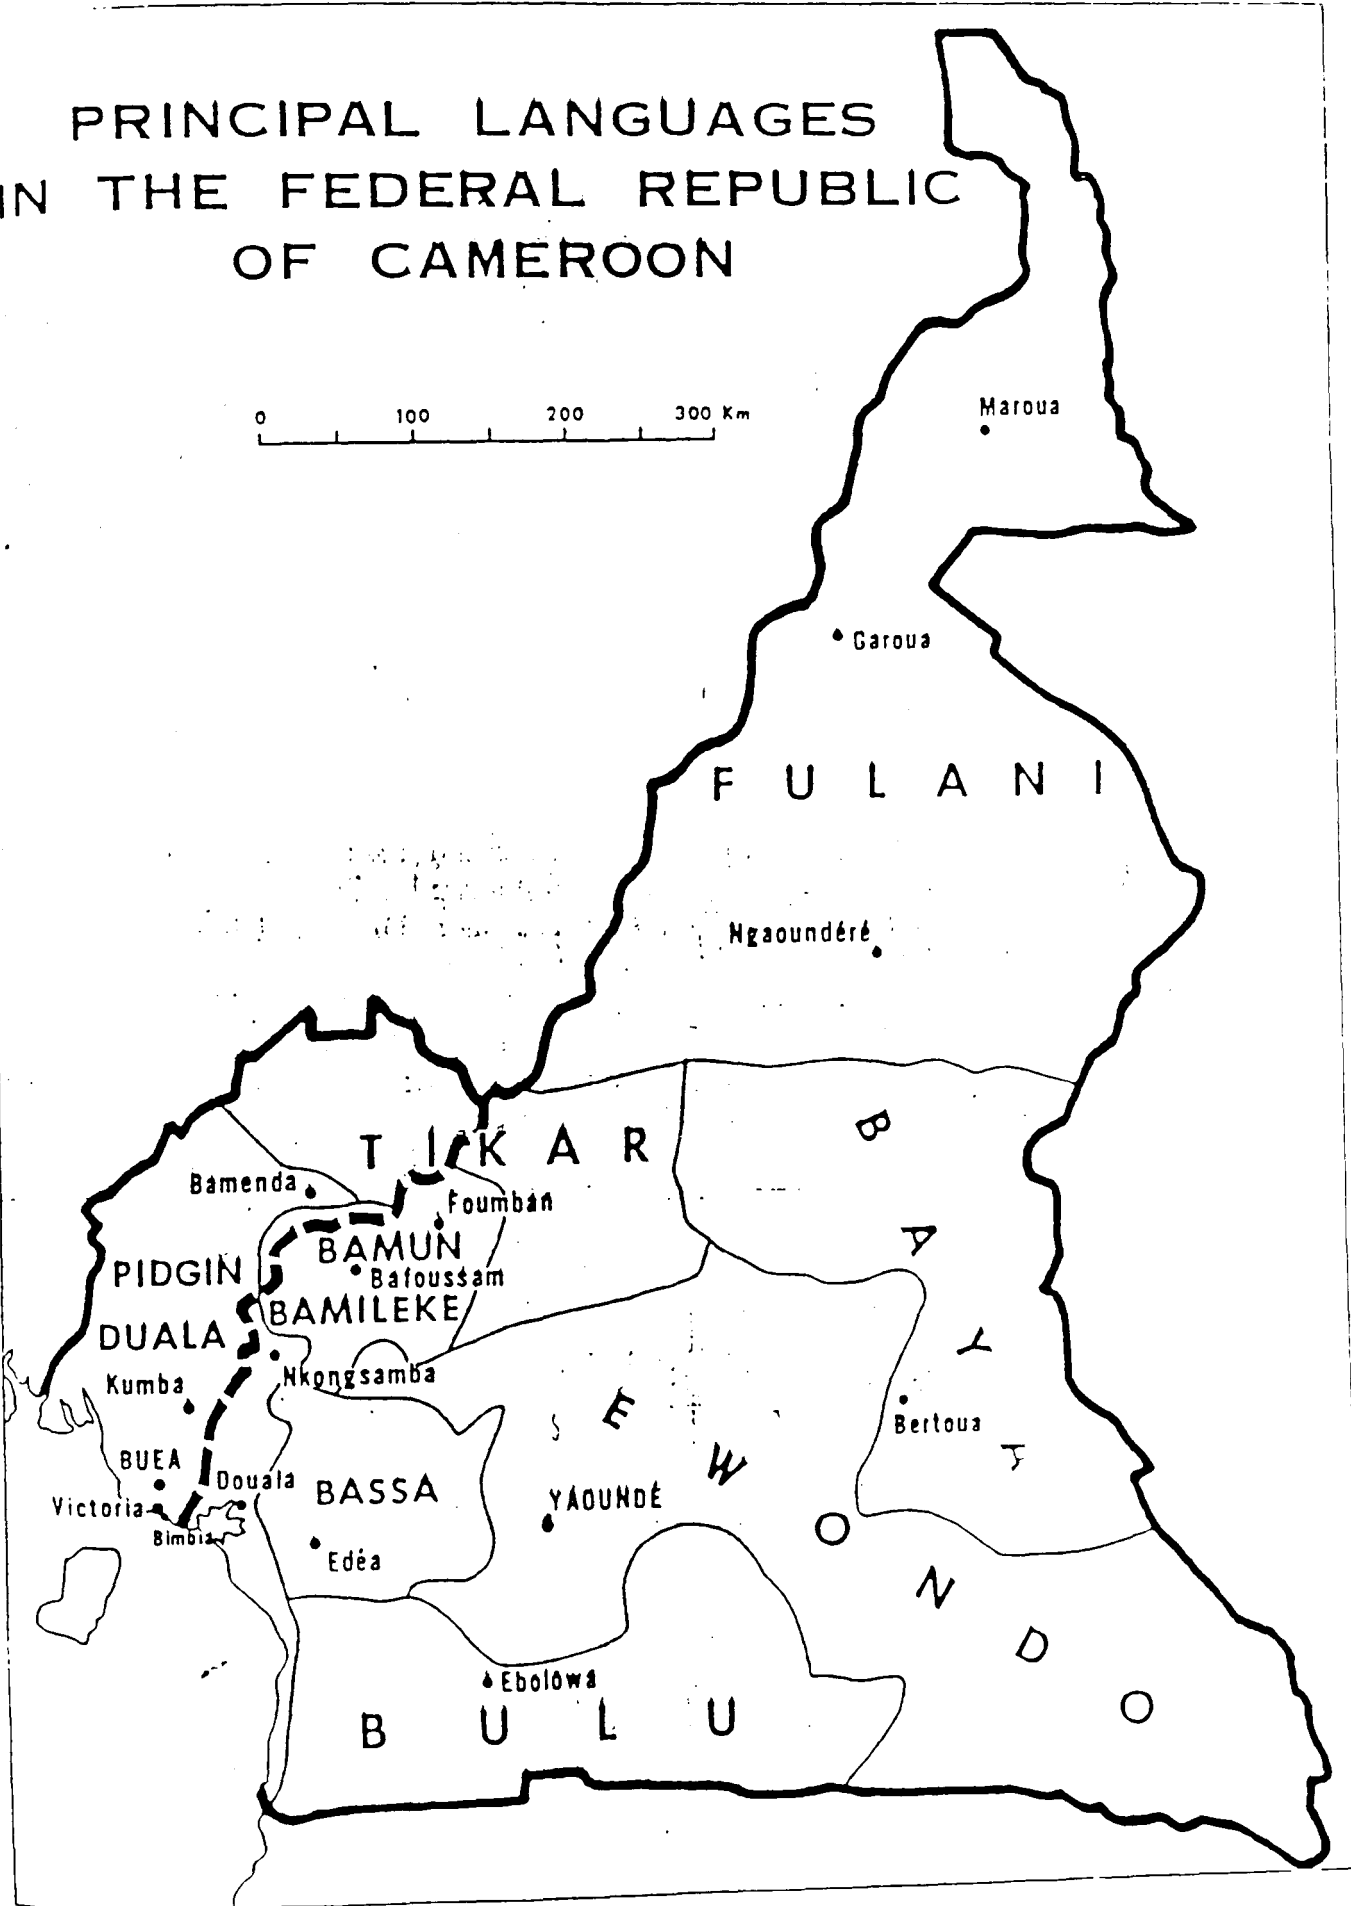 PRINCIPAL LANGUAGES
IN THE FEDERAL REPUBLIC
OF CAMEROON
0 100 200 300 Km
Maroua
Garoua
FULANI
Ngaoundéré
TIKAR
BAYA
Bamenda
Foumban
BAMUN
PIDGIN
Bafoussam
BAMILEKE
DUALA
Nkongsamba
Kumba
EWONDO
Bertoua
BUEA
Douala
BASSA
YAOUNDÉ
Victoria
Bimbia
Edéa
Ebolowa
BULU